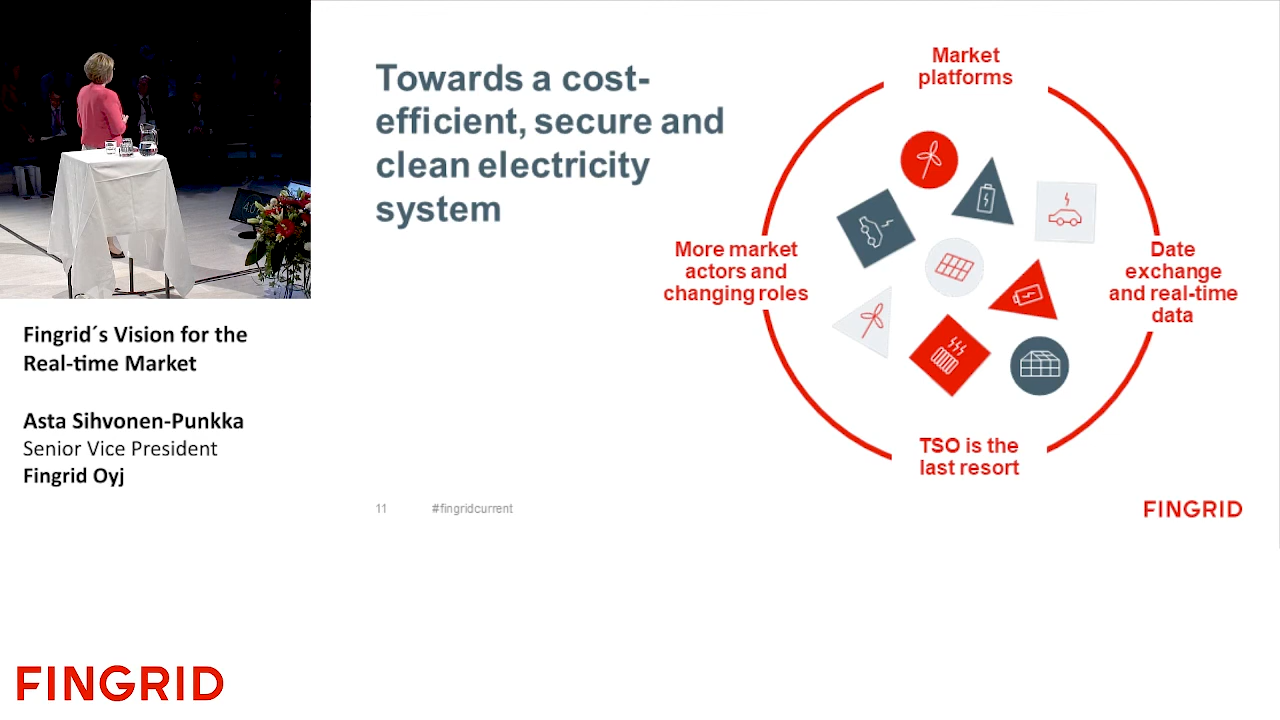 Towards a cost-
efficient, secure and
clean electricity
system
Market
platforms
More market
actors and
changing roles
Date
exchange
and real-time
data
TSO is the
last resort
11
#fingridcurrent
FINGRID
Fingrid´s Vision for the
Real-time Market
Asta Sihvonen-Punkka
Senior Vice President
Fingrid Oyj
FINGRID